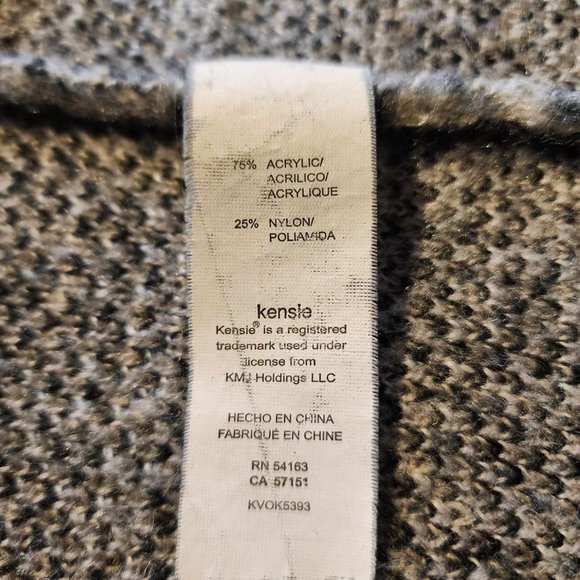 75% ACRYLIC/
ACRILICO/
ACRYLIQUE
25% NYLON/
POLIAMIDA
kensie
Kensie® is a registered
trademark used under
license from
KMJ Holdings LLC
HECHO EN CHINA
FABRIQUÉ EN CHINE
RN 54163
CA 57151
KVOK5393